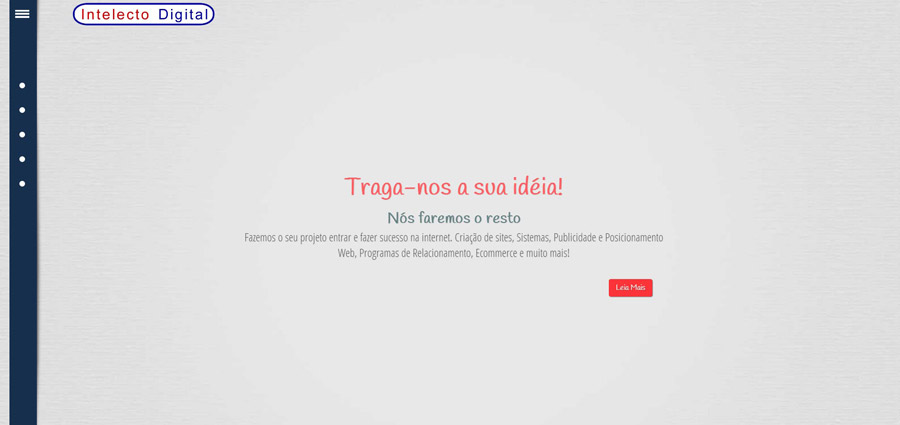 Intelecto Digital
Traga-nos a sua idéia!
Nós faremos o resto
Fazemos o seu projeto entrar e fazer sucesso na internet. Criação de sites, Sistemas, Publicidade e Posicionamento
Web, Programas de Relacionamento, Ecommerce e muito mais!
Leia Mais